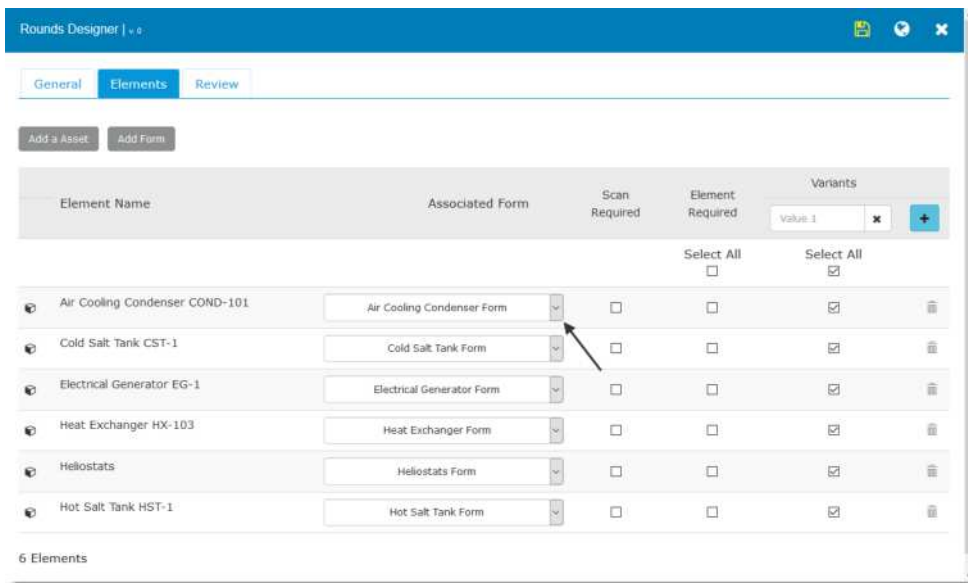 Rounds Designer | v. 0
General Elements Review
Add a Asset Add Form
Element Name Associated Form Scan Required Element Required Variants
Value 1
Select All Select All
Air Cooling Condenser COND-101 Air Cooling Condenser Form
Cold Salt Tank CST-1 Cold Salt Tank Form
Electrical Generator EG-1 Electrical Generator Form
Heat Exchanger HX-103 Heat Exchanger Form
Heliostats Heliostats Form
Hot Salt Tank HST-1 Hot Salt Tank Form
6 Elements